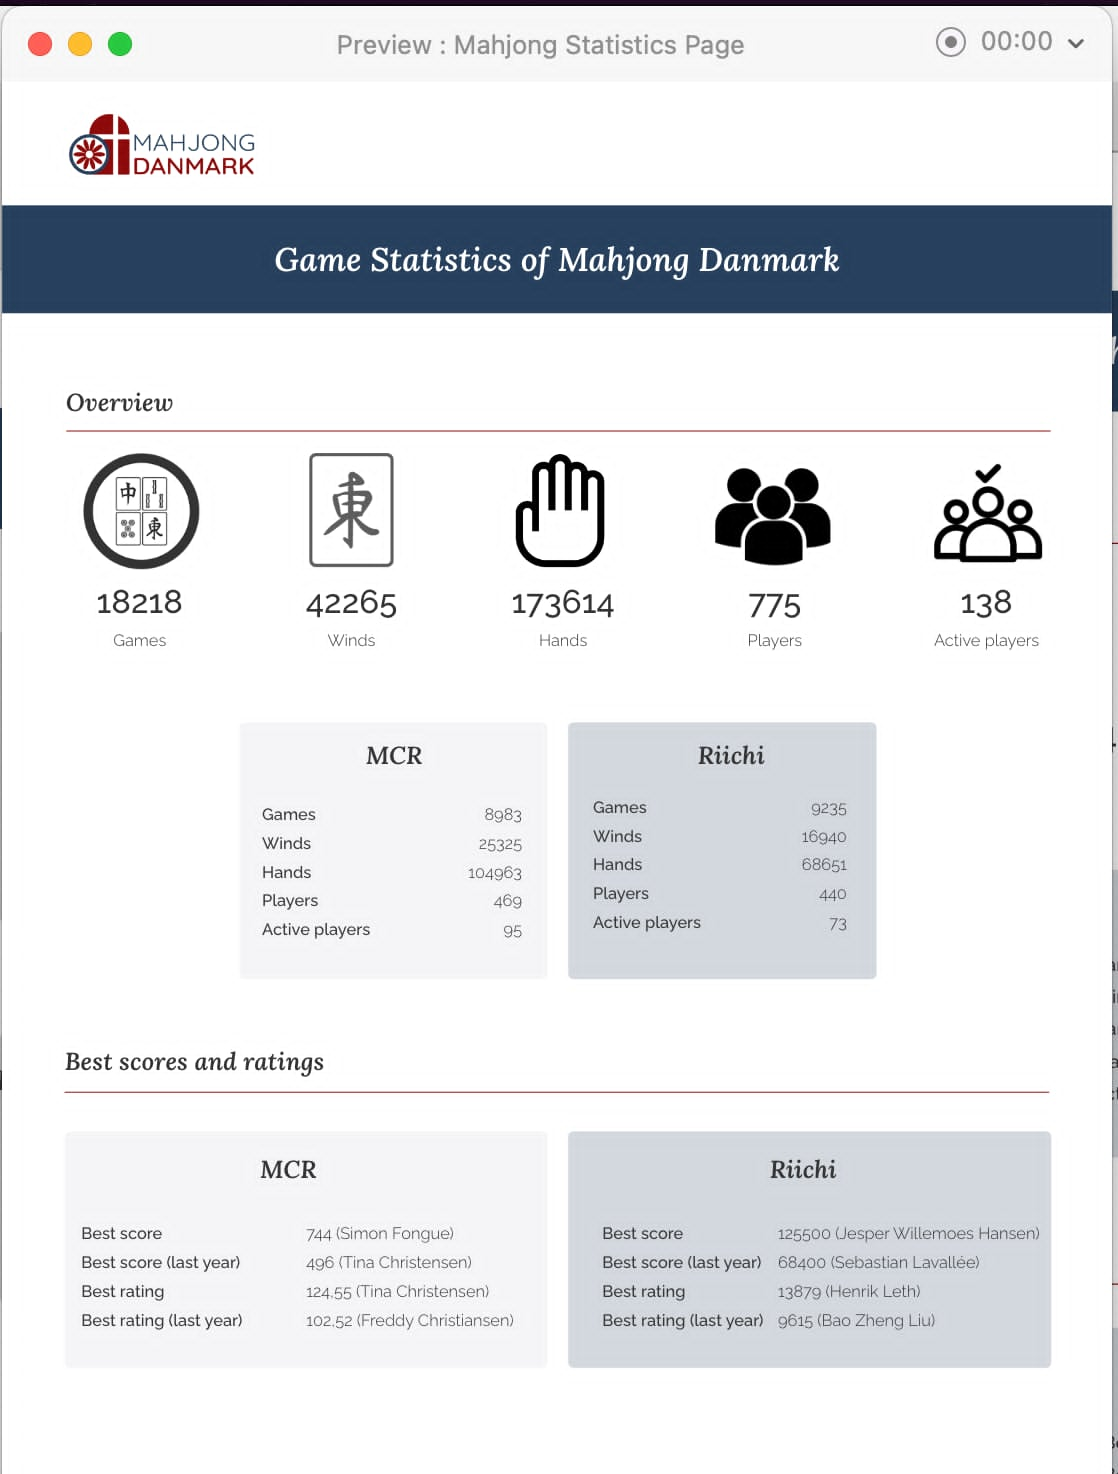 Preview : Mahjong Statistics Page
00:00
MAHJONG
DANMARK
Game Statistics of Mahjong Danmark
Overview
中
東
東
18218
Games
42265
Winds
173614
Hands
775
Players
138
Active players
MCR
Games 8983
Winds 25325
Hands 104963
Players 469
Active players 95
Riichi
Games 9235
Winds 16940
Hands 68651
Players 440
Active players 73
Best scores and ratings
MCR
Best score 744 (Simon Fongue)
Best score (last year) 496 (Tina Christensen)
Best rating 124,55 (Tina Christensen)
Best rating (last year) 102,52 (Freddy Christiansen)
Riichi
Best score 125500 (Jesper Willemoes Hansen)
Best score (last year) 68400 (Sebastian Lavallée)
Best rating 13879 (Henrik Leth)
Best rating (last year) 9615 (Bao Zheng Liu)